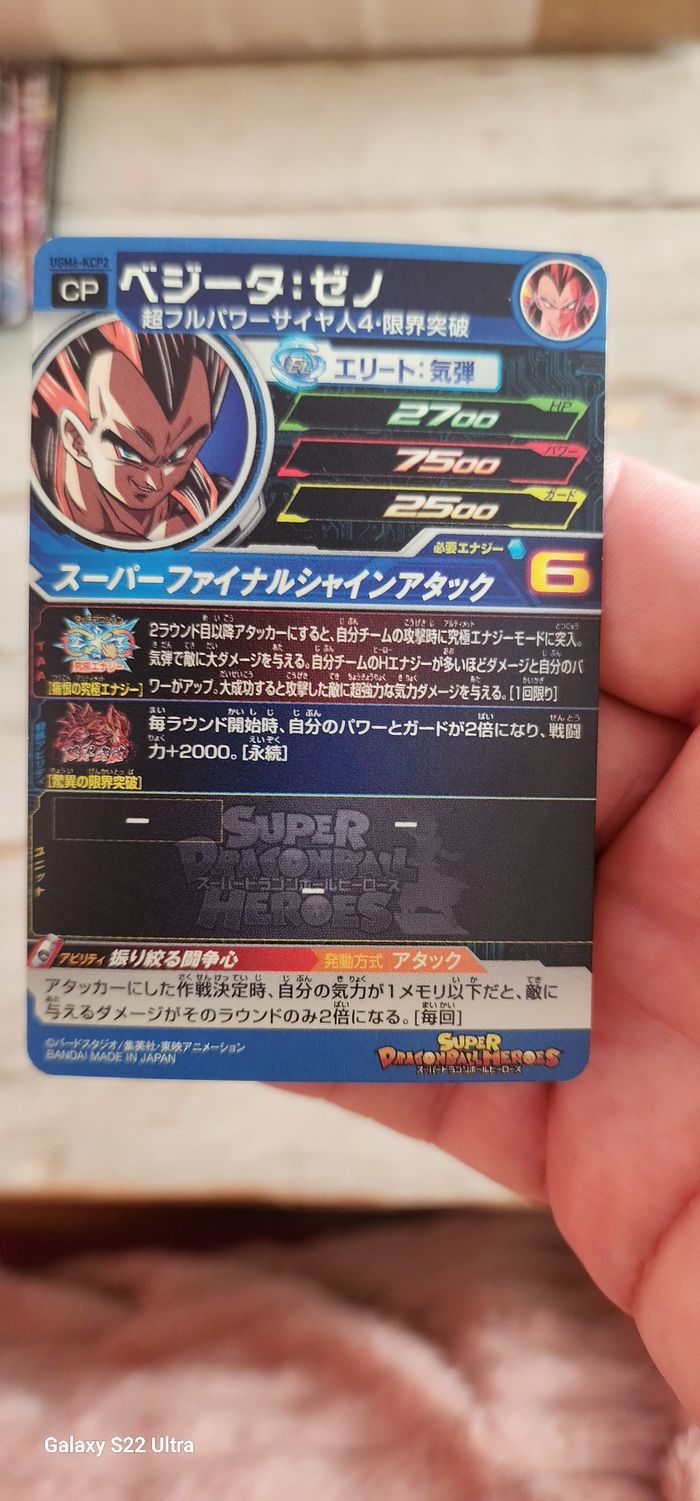 UGM6-KCP2
CP
ベジータ:ゼノ
超フルパワーサイヤ人4・限界突破
エリート:気弾
HP
2700
パワー
7500
ガード
2500
必要エナジー
6
スーパーファイナルシャインアタック
2ラウンド目以降アタッカーにすると、自分チームの攻撃時に究極エナジーモードに突入。
気弾で敵に大ダメージを与える。自分チームのHエナジーが多いほどダメージと自分のパ
ワーがアップ。大成功すると攻撃した敵に超強力な気力ダメージを与える。[1回限り]
究極エナジー
毎ラウンド開始時、自分のパワーとガードが2倍になり、戦闘
力+2000。[永続]
[驚異の限界突破]
ユニット
SUPER
DRAGONBALL
スーパードラゴンボールヒーローズ
HEROES
アビリティ 振り絞る闘争心
発動方式 アタック
アタッカーにした作戦決定時、自分の気力が1メモリ以下だと、敵に
与えるダメージがそのラウンドのみ2倍になる。[毎回]
©バードスタジオ/集英社・東映アニメーション
BANDAI MADE IN JAPAN
SUPER
DRAGONBALL HEROES
スーパードラゴンボールヒーローズ
Galaxy S22 Ultra